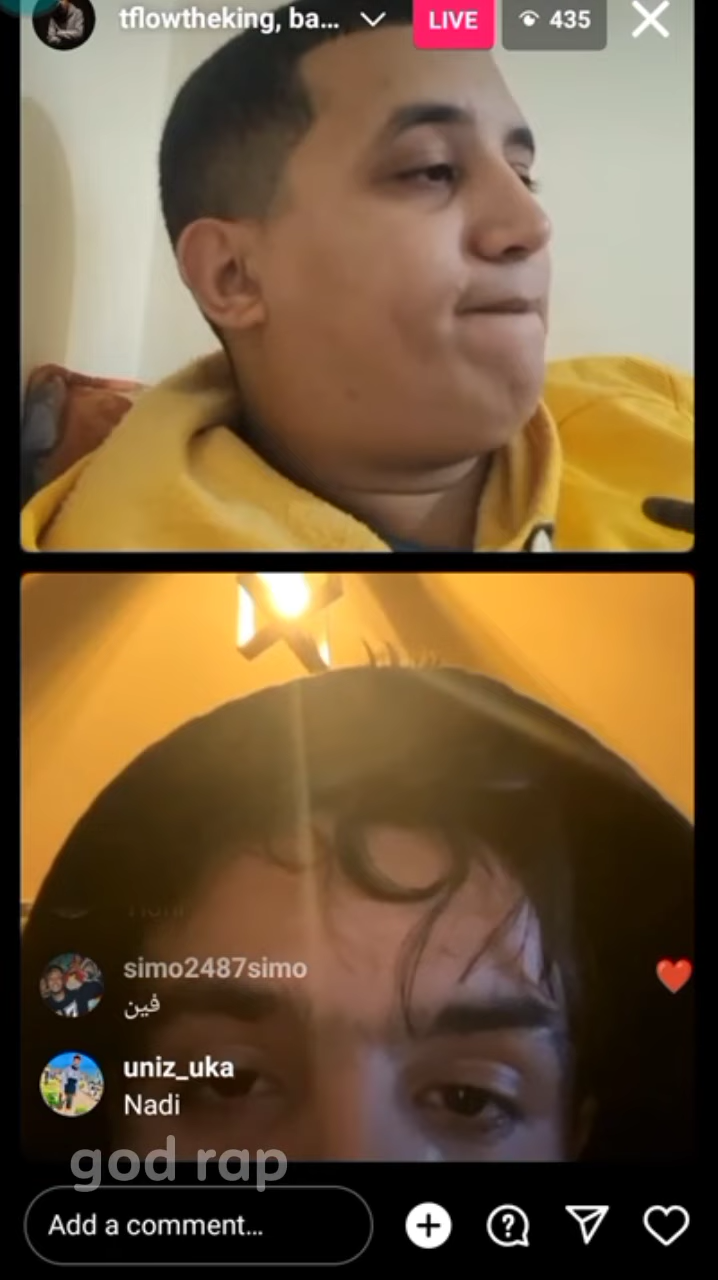 tflowtheking, ba...
LIVE
435
simo2487simo
فين
uniz_uka
Nadi
god rap
Add a comment...